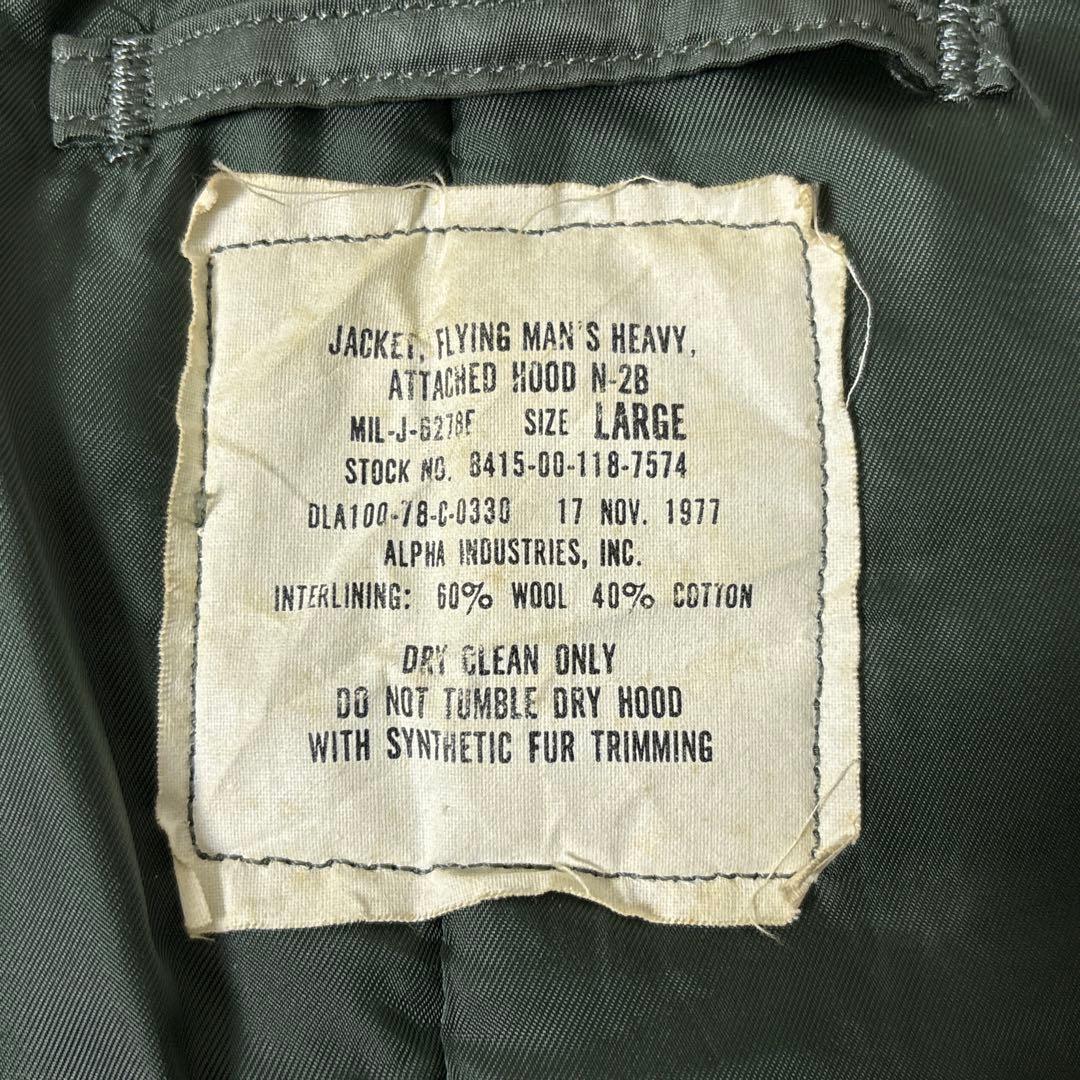 JACKET, FLYING MAN'S HEAVY,
ATTACHED HOOD N-2B
MIL-J-6278F SIZE LARGE
STOCK NO. 8415-00-118-7574
DLA100-78-C-0330 17 NOV. 1977
ALPHA INDUSTRIES, INC.
INTERLINING: 60% WOOL 40% COTTON
DRY CLEAN ONLY
DO NOT TUMBLE DRY HOOD
WITH SYNTHETIC FUR TRIMMING